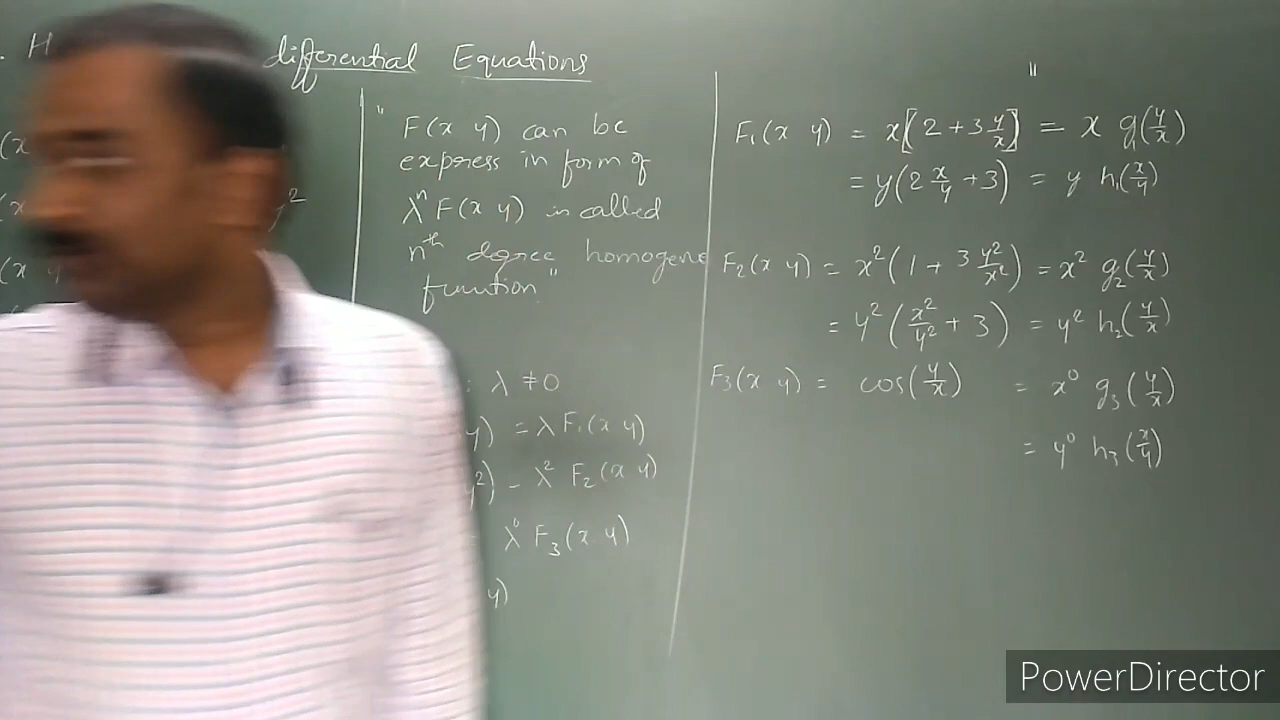 . H differential Equations
(x
(x y²
(x y
" F(x y) can be
express in form of
λⁿ F(x y) is called
nᵗʰ degree homogene
function"
: λ ≠ 0
y) = λ F₁(x y)
y²) = λ² F₂(x y)
λ⁰ F₃(x y)
y)
"
F₁(x y) = x[2 + 3 y/x] = x g(y/x)
= y(2 x/y + 3) = y h₁(x/y)
F₂(x y) = x²(1 + 3 y²/x²) = x² g₂(y/x)
= y²(x²/y² + 3) = y² h₂(y/x)
F₃(x y) = cos(y/x) = x⁰ g₃(y/x)
= y⁰ h₃(x/y)
PowerDirector